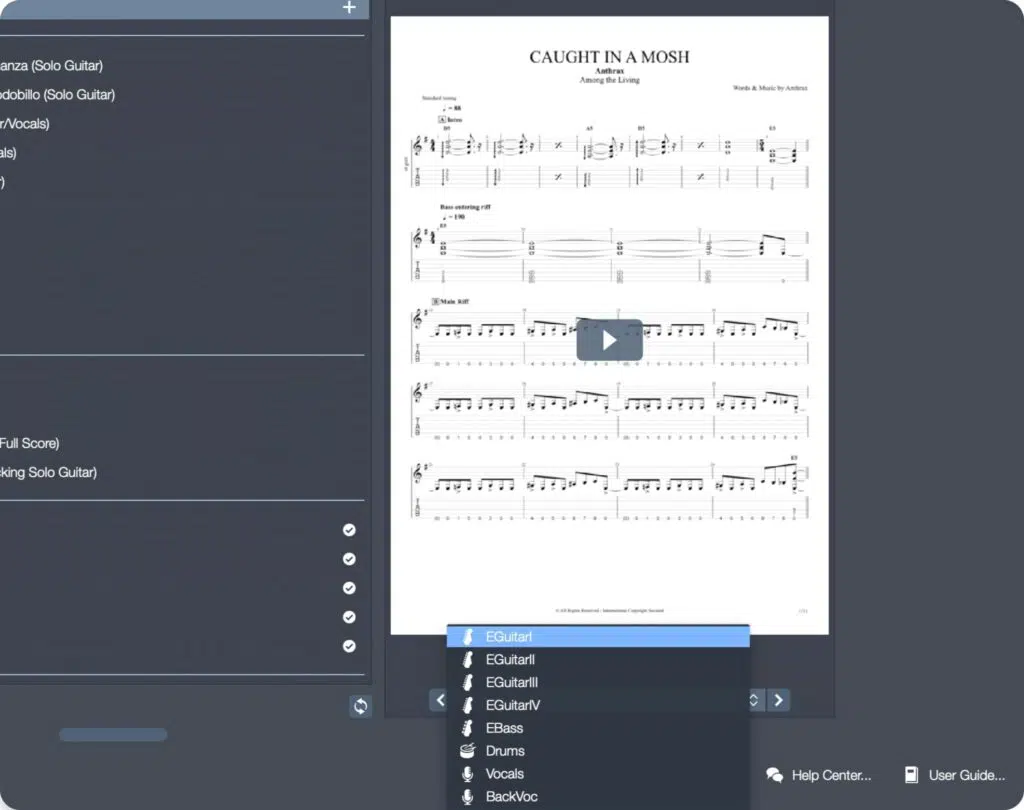 anza (Solo Guitar)
odobillo (Solo Guitar)
r/Vocals)
als)
r)
Full Score)
king Solo Guitar)
CAUGHT IN A MOSH
Anthrax
Among the Living
Words & Music by Anthrax
Standard tuning
= 88
A Intro
D5 A5 D5 E5
Bass entering riff
= 190
E5
B Main Riff
E5
© All Rights Reserved - International Copyright Secured
EGuitarI
EGuitarII
EGuitarIII
EGuitarIV
EBass
Drums
Vocals
BackVoc
Help Center...
User Guide...